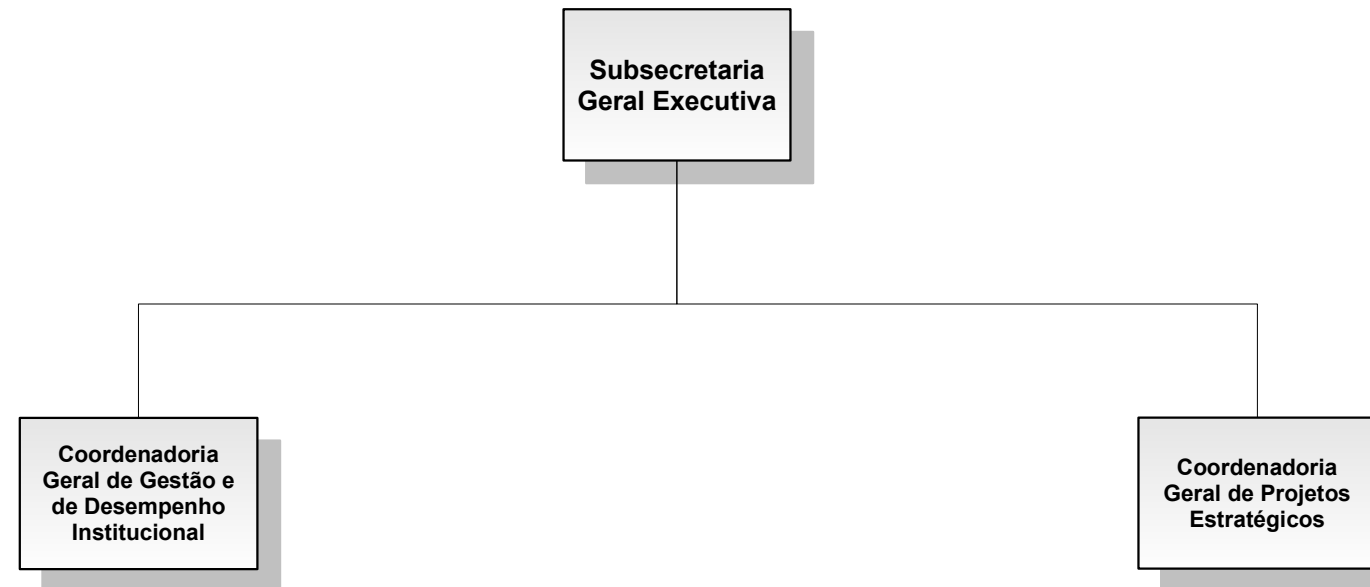 Subsecretaria
Geral Executiva
Coordenadoria
Geral de Gestão e
de Desempenho
Institucional
Coordenadoria
Geral de Projetos
Estratégicos